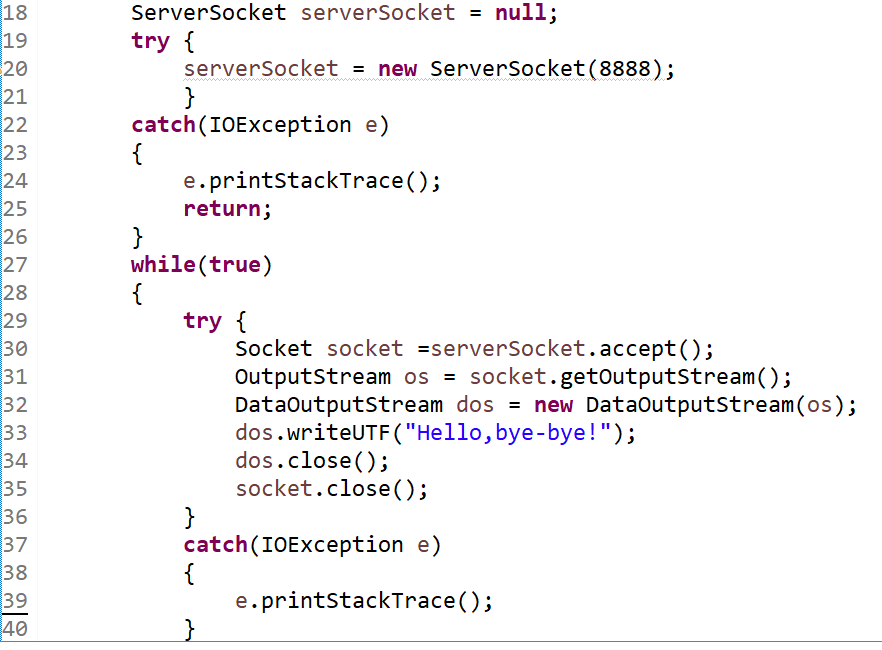 18        ServerSocket serverSocket = null;
19        try {
20            serverSocket = new ServerSocket(8888);
21            }
22        catch(IOException e)
23        {
24            e.printStackTrace();
25            return;
26        }
27        while(true)
28        {
29            try {
30                Socket socket =serverSocket.accept();
31                OutputStream os = socket.getOutputStream();
32                DataOutputStream dos = new DataOutputStream(os);
33                dos.writeUTF("Hello,bye-bye!");
34                dos.close();
35                socket.close();
36            }
37            catch(IOException e)
38            {
39                e.printStackTrace();
40            }